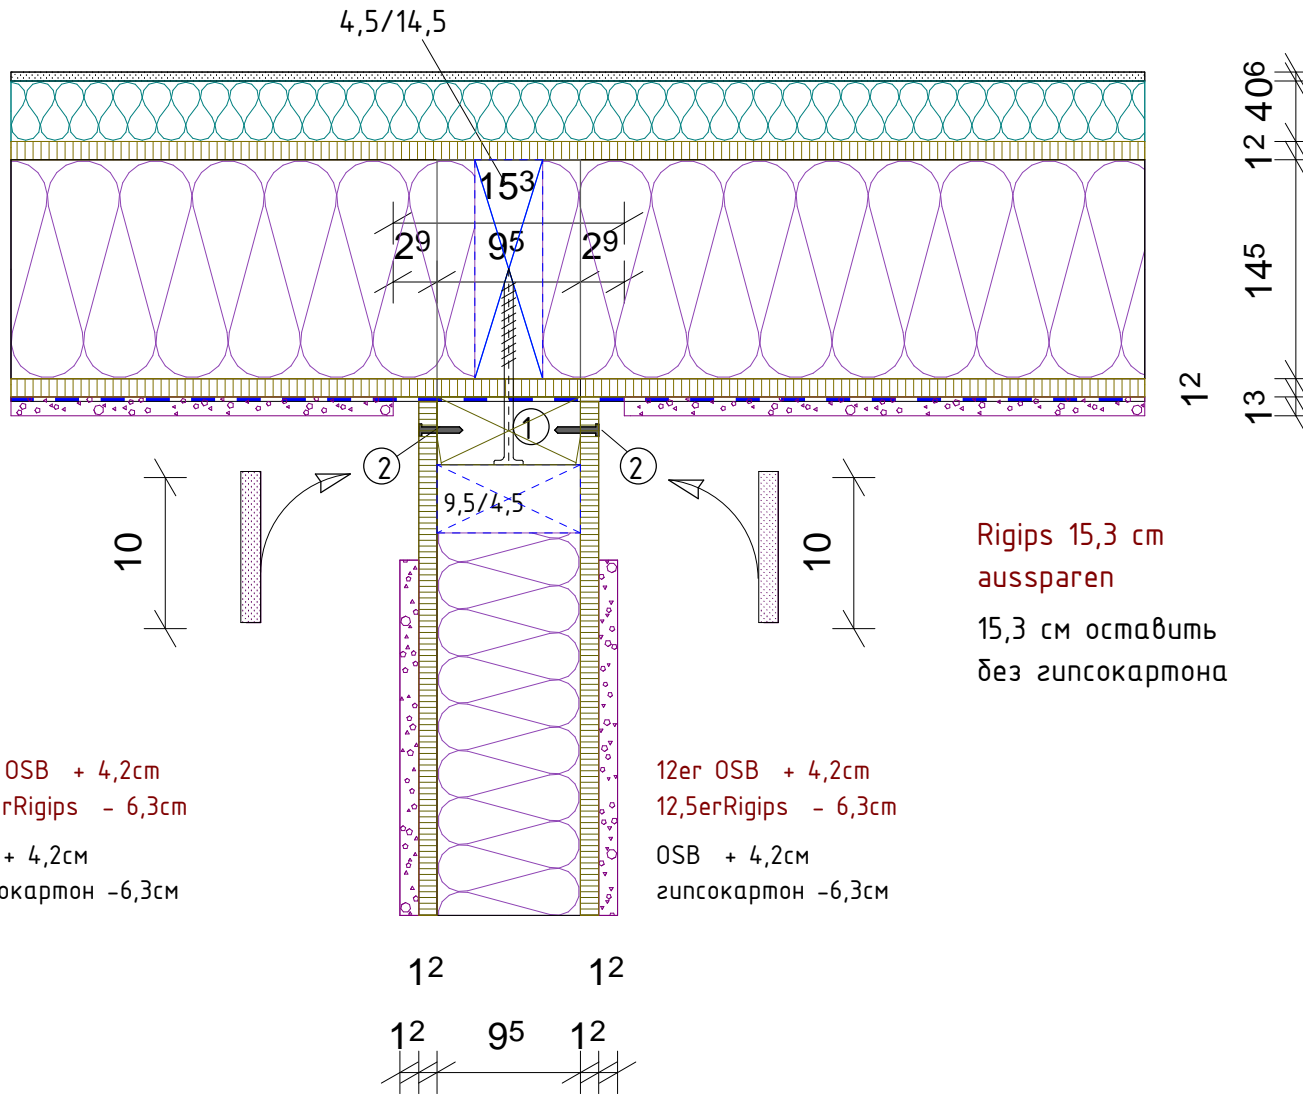 4,5/14,5
0⁶
4
1²
15³
2⁹ 9⁵ 2⁹
14⁵
1²
1³
1
2 2
9,5/4,5
10 10
Rigips 15,3 cm
aussparen
15,3 см оставить
без гипсокартона
OSB + 4,2cm
rRigips - 6,3cm
+ 4,2см
окартон -6,3см
12er OSB + 4,2cm
12,5erRigips - 6,3cm
OSB + 4,2см
гипсокартон -6,3см
1² 1²
1² 9⁵ 1²